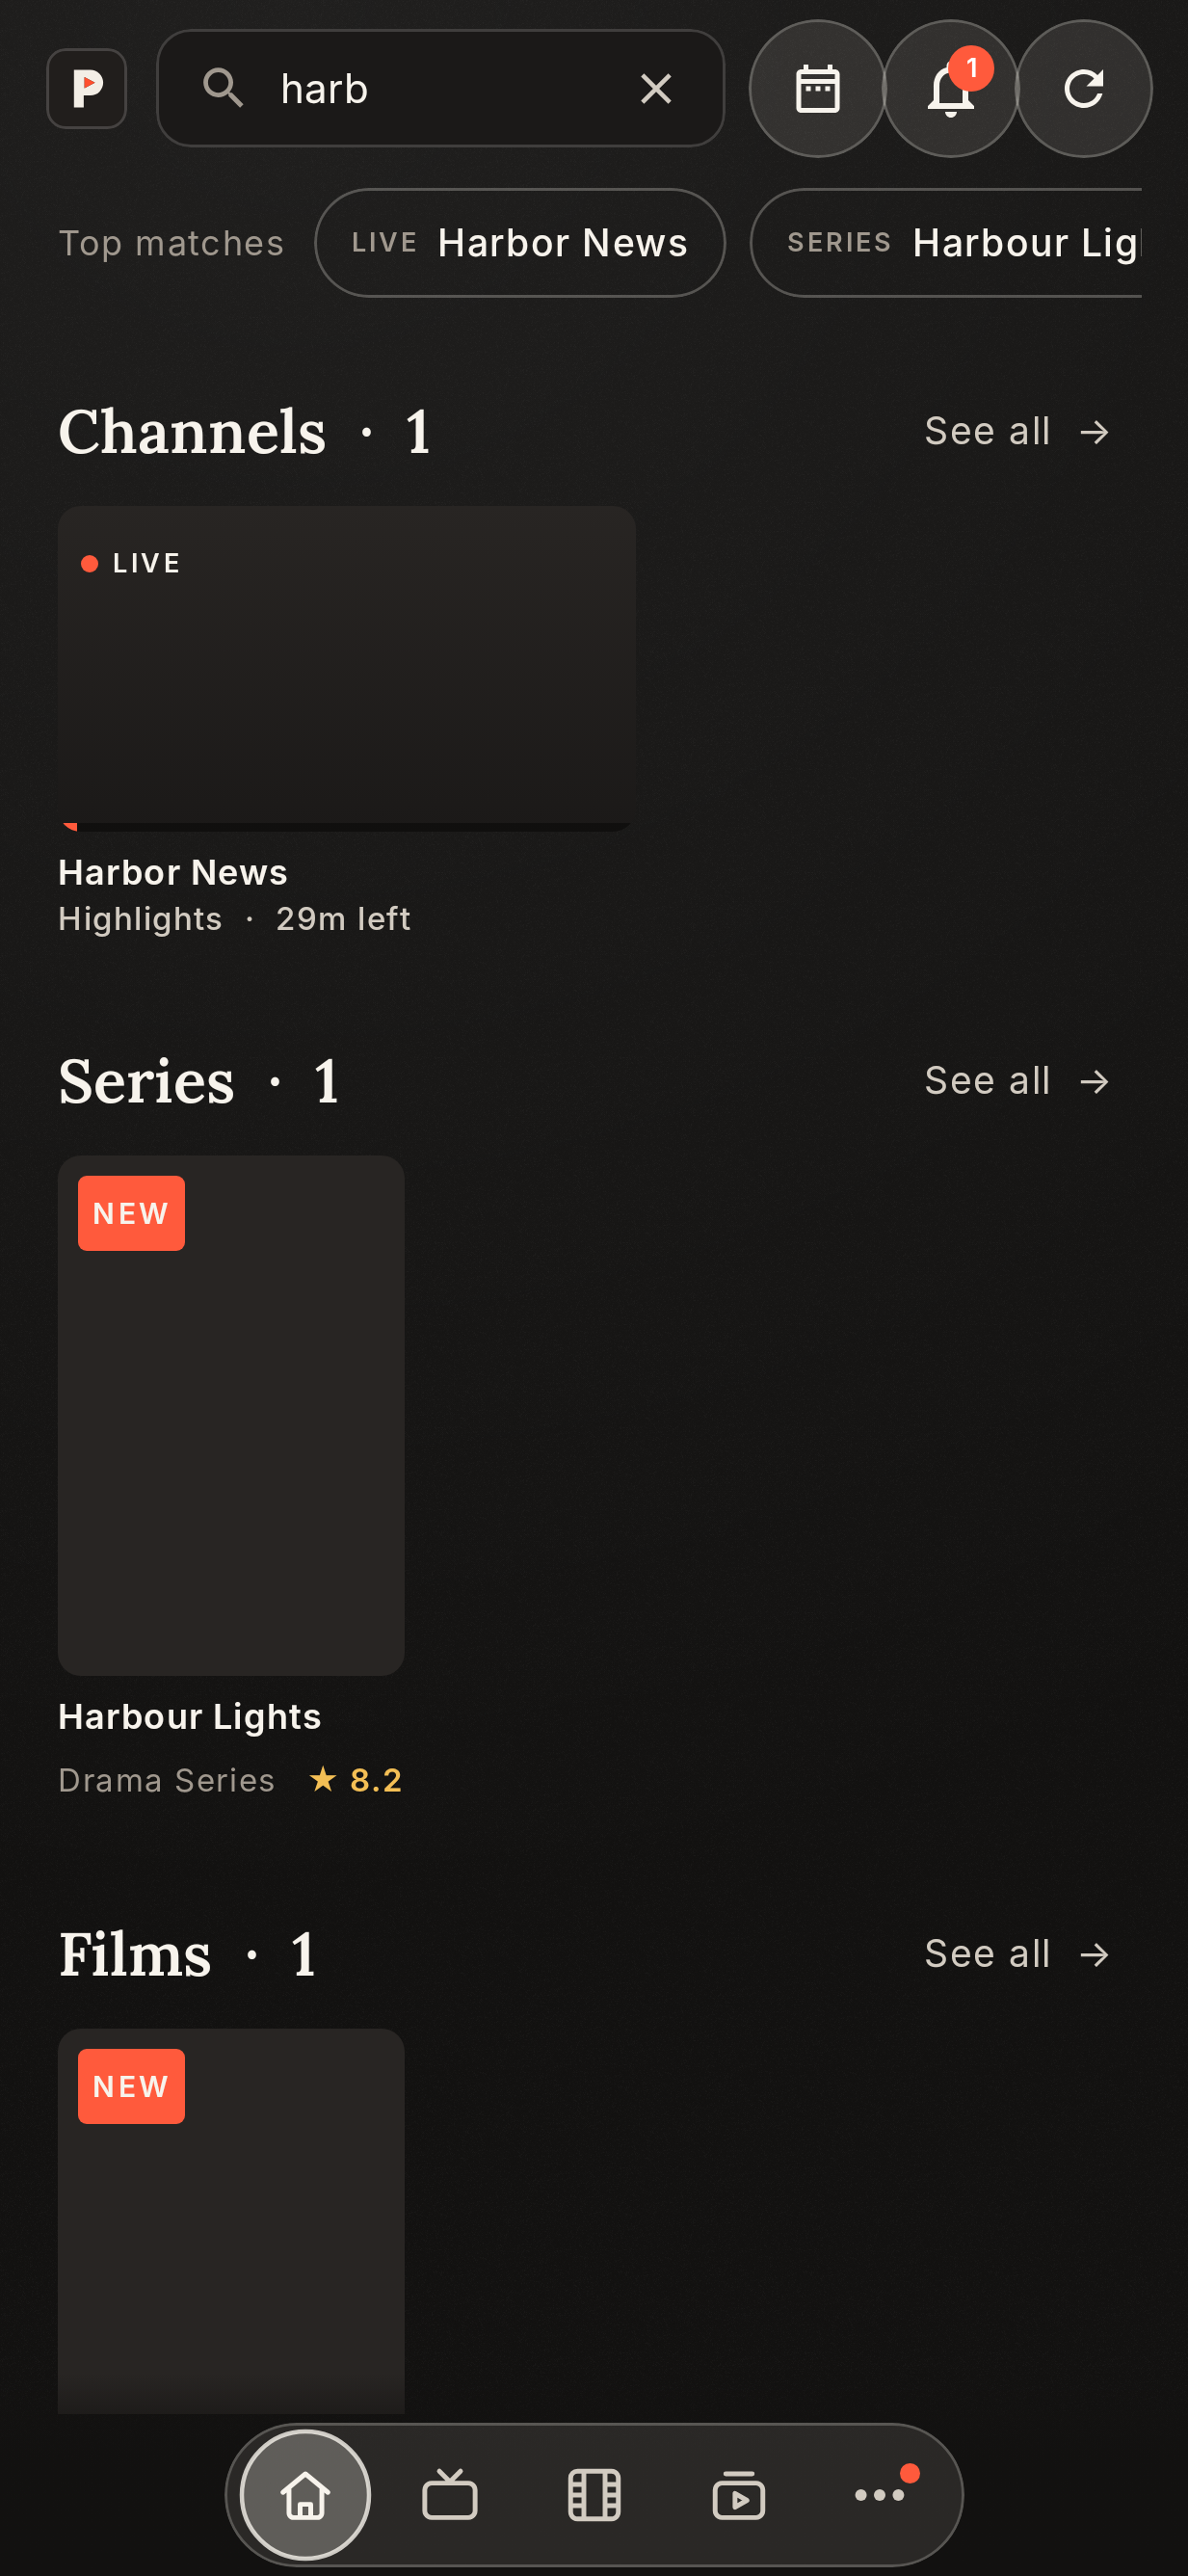 P
harb
1
Top matches LIVE Harbor News SERIES Harbour Lig
Channels · 1 See all →
LIVE
Harbor News
Highlights · 29m left
Series · 1 See all →
NEW
Harbour Lights
Drama Series ★ 8.2
Films · 1 See all →
NEW